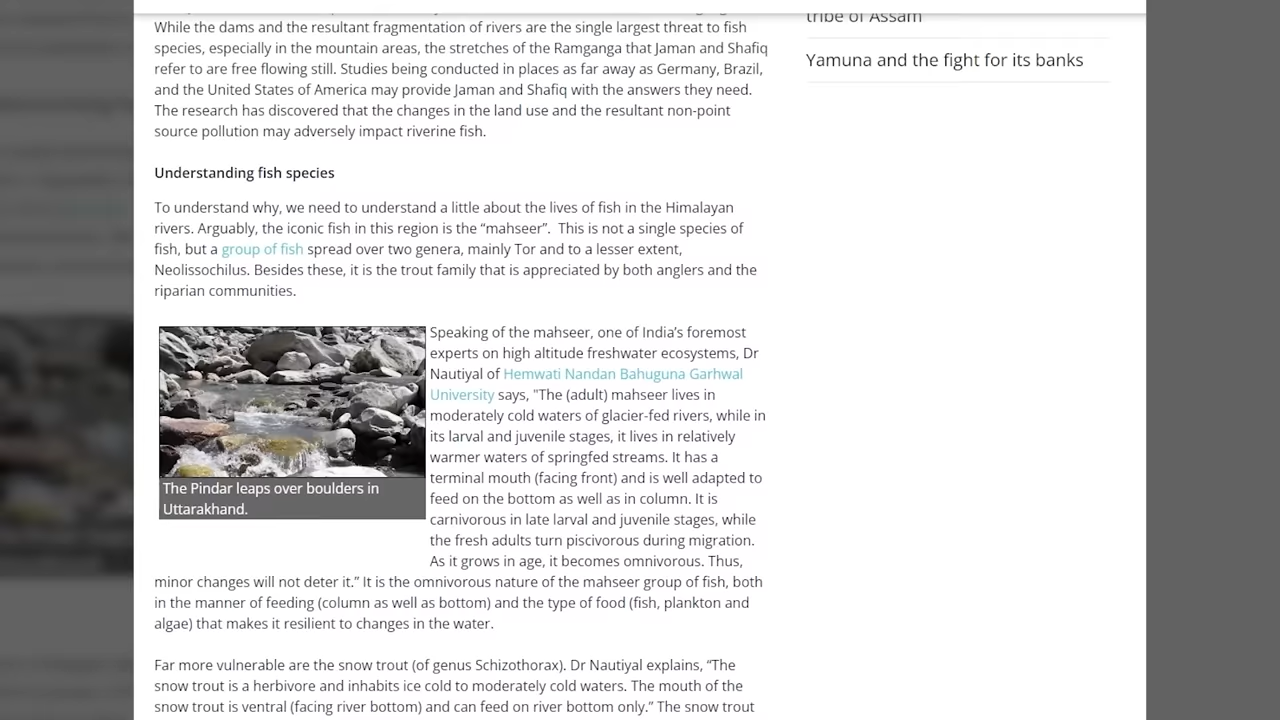 While the dams and the resultant fragmentation of rivers are the single largest threat to fish
species, especially in the mountain areas, the stretches of the Ramganga that Jaman and Shafiq
refer to are free flowing still. Studies being conducted in places as far away as Germany, Brazil,
and the United States of America may provide Jaman and Shafiq with the answers they need.
The research has discovered that the changes in the land use and the resultant non-point
source pollution may adversely impact riverine fish.
Understanding fish species
To understand why, we need to understand a little about the lives of fish in the Himalayan
rivers. Arguably, the iconic fish in this region is the “mahseer”.  This is not a single species of
fish, but a group of fish spread over two genera, mainly Tor and to a lesser extent,
Neolissochilus. Besides these, it is the trout family that is appreciated by both anglers and the
riparian communities.
The Pindar leaps over boulders in
Uttarakhand.
Speaking of the mahseer, one of India’s foremost
experts on high altitude freshwater ecosystems, Dr
Nautiyal of Hemwati Nandan Bahuguna Garhwal
University says, "The (adult) mahseer lives in
moderately cold waters of glacier-fed rivers, while in
its larval and juvenile stages, it lives in relatively
warmer waters of springfed streams. It has a
terminal mouth (facing front) and is well adapted to
feed on the bottom as well as in column. It is
carnivorous in late larval and juvenile stages, while
the fresh adults turn piscivorous during migration.
As it grows in age, it becomes omnivorous. Thus,
minor changes will not deter it.” It is the omnivorous nature of the mahseer group of fish, both
in the manner of feeding (column as well as bottom) and the type of food (fish, plankton and
algae) that makes it resilient to changes in the water.
Far more vulnerable are the snow trout (of genus Schizothorax). Dr Nautiyal explains, “The
snow trout is a herbivore and inhabits ice cold to moderately cold waters. The mouth of the
snow trout is ventral (facing river bottom) and can feed on river bottom only.” The snow trout
tribe of Assam
Yamuna and the fight for its banks